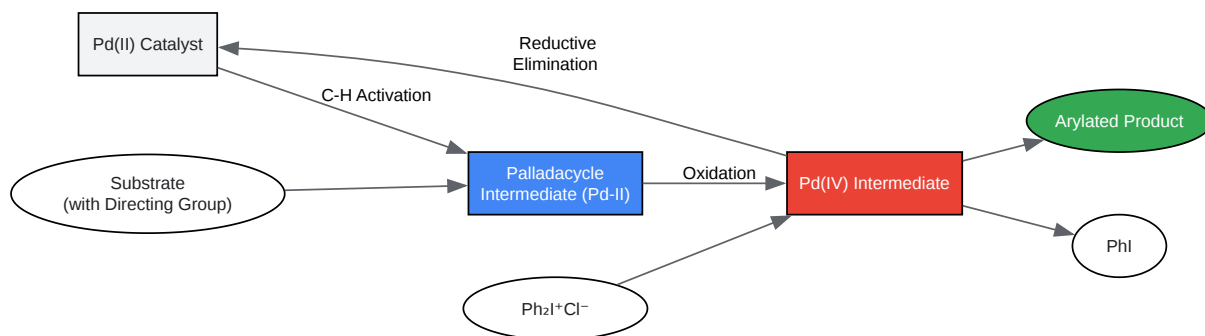 Pd(II) Catalyst
Reductive
Elimination
C-H Activation
Arylated Product
Substrate
(with Directing Group)
Palladacycle
Intermediate (Pd-II)
Oxidation
Pd(IV) Intermediate
PhI
Ph₂I⁺Cl⁻